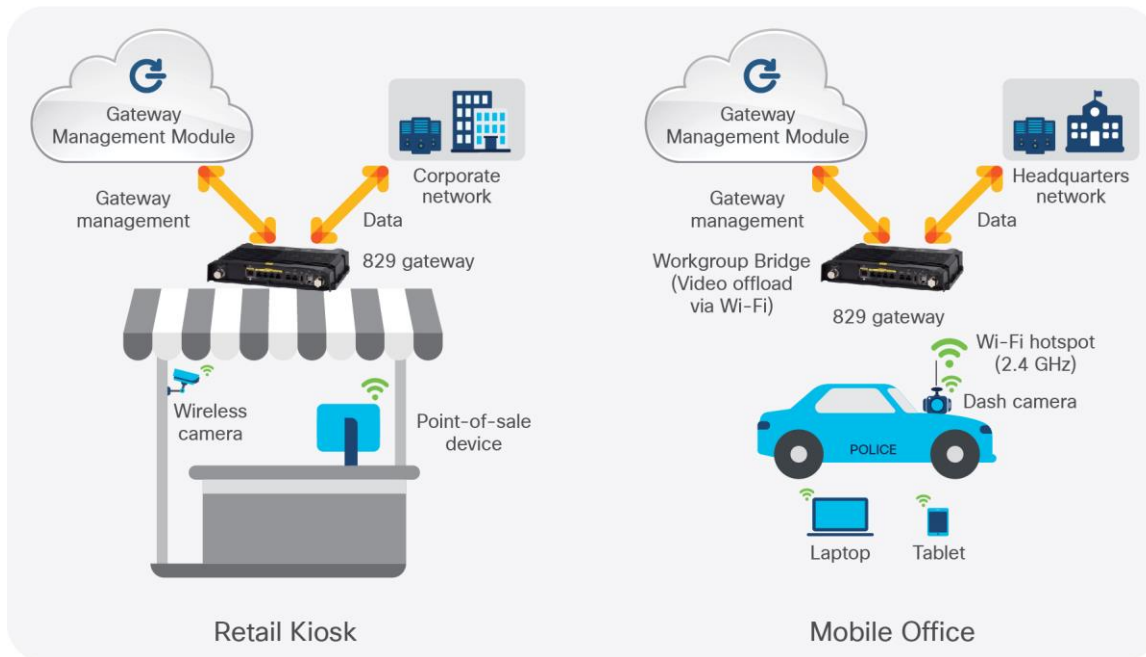 Gateway
Management Module
Gateway
management
Corporate
network
Data
829 gateway
Wireless
camera
Point-of-sale
device
Retail Kiosk
Gateway
Management Module
Gateway
management
Headquarters
network
Data
Workgroup Bridge
(Video offload
via Wi-Fi)
829 gateway
Wi-Fi hotspot
(2.4 GHz)
Dash camera
POLICE
Laptop
Tablet
Mobile Office